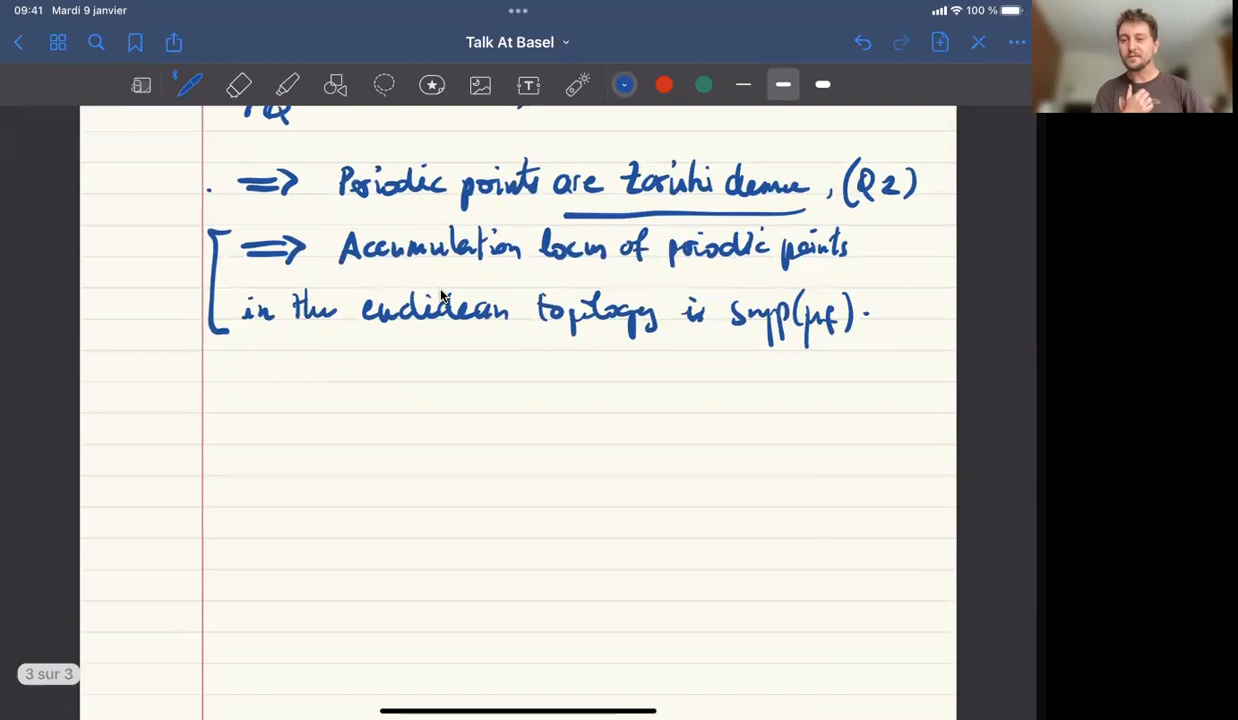 09:41 Mardi 9 janvier
100 %
Talk At Basel
. ⟹ Periodic points are Zariski dense, (Q2)
⟹ Accumulation locus of periodic points
in the euclidean topology is supp(μf).
3 sur 3